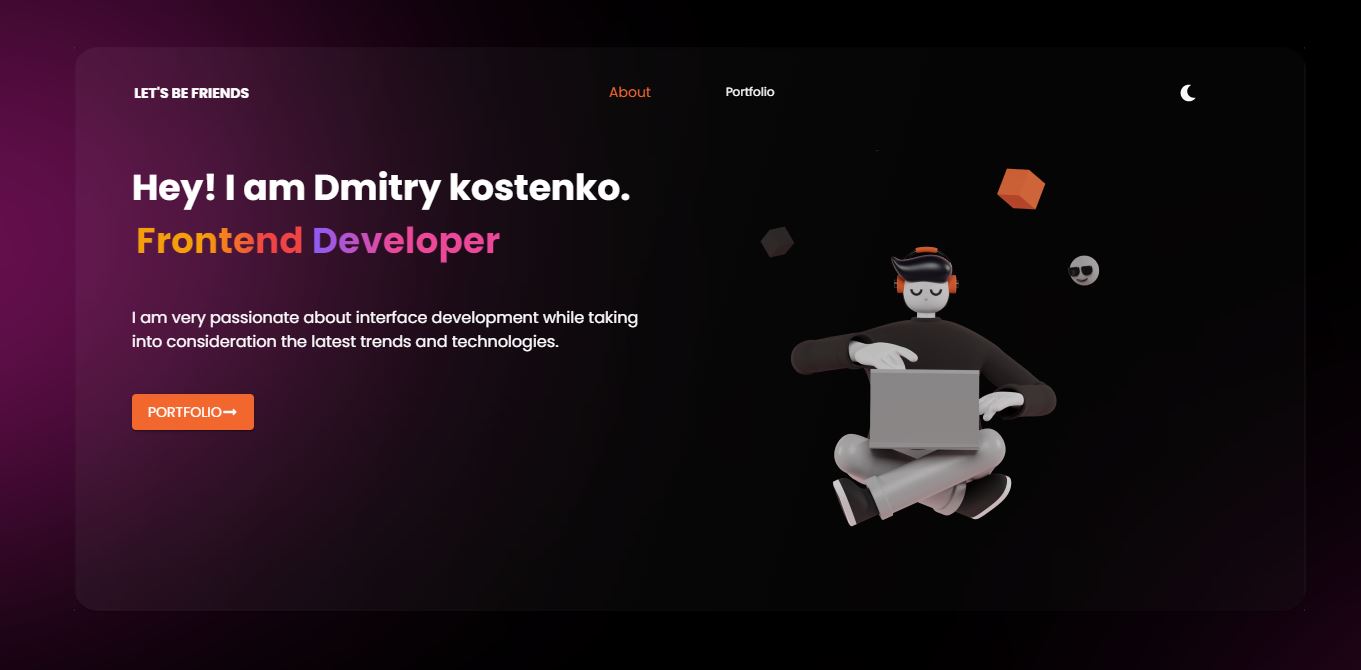 LET'S BE FRIENDS
About
Portfolio
Hey! I am Dmitry kostenko.
Frontend Developer
I am very passionate about interface development while taking
into consideration the latest trends and technologies.
PORTFOLIO